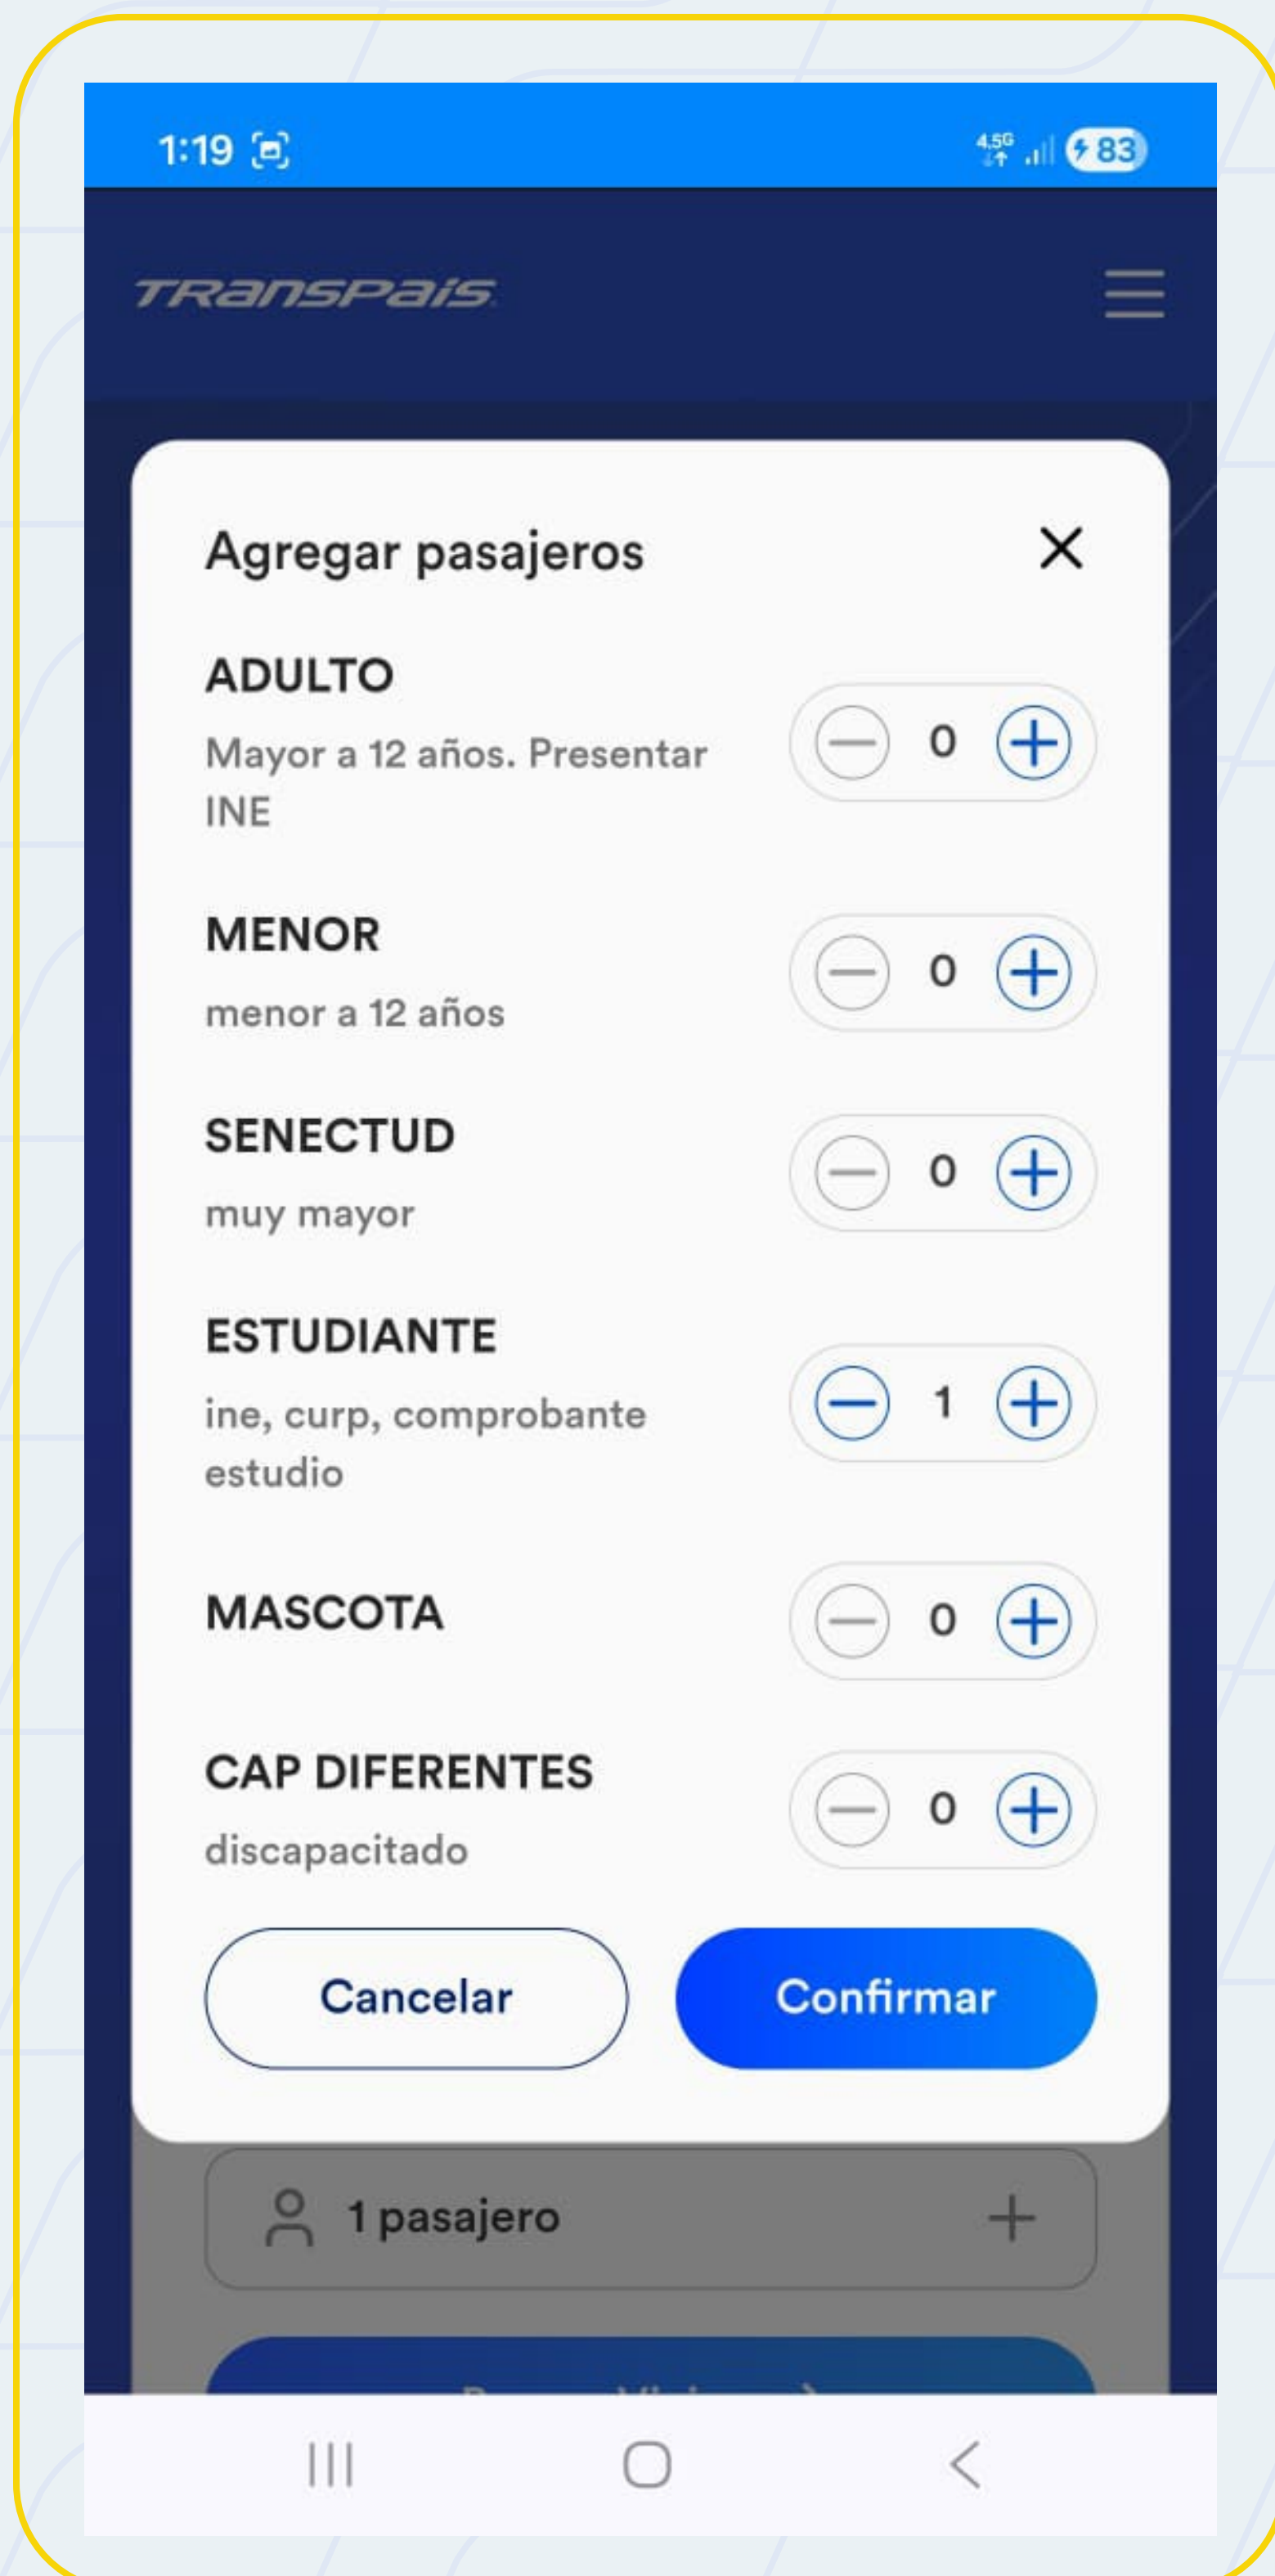 1:19
4.5G
83
TRANSPAIS
Agregar pasajeros
ADULTO
Mayor a 12 años. Presentar
INE
0
MENOR
menor a 12 años
0
SENECTUD
muy mayor
0
ESTUDIANTE
ine, curp, comprobante
estudio
1
MASCOTA
0
CAP DIFERENTES
discapacitado
0
Cancelar
Confirmar
1 pasajero